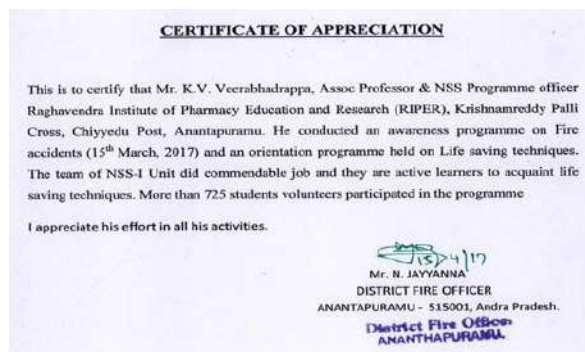 CERTIFICATE OF APPRECIATION
This is to certify that Mr. K.V. Veerabhadrappa, Assoc Professor & NSS Programme officer
Raghavendra Institute of Pharmacy Education and Research (RIPER), Krishnamreddy Palli
Cross, Chiyyedu Post, Anantapuramu. He conducted an awareness programme on Fire
accidents (15th March, 2017) and an orientation programme held on Life saving techniques.
The team of NSS-I Unit did commendable job and they are active learners to acquaint life
saving techniques. More than 725 students volunteers participated in the programme
I appreciate his effort in all his activities.
15/4/17
Mr. N. JAYYANNA
DISTRICT FIRE OFFICER
ANANTAPURAMU - 515001, Andra Pradesh.
District Fire Officer
ANANTHAPURAMU.